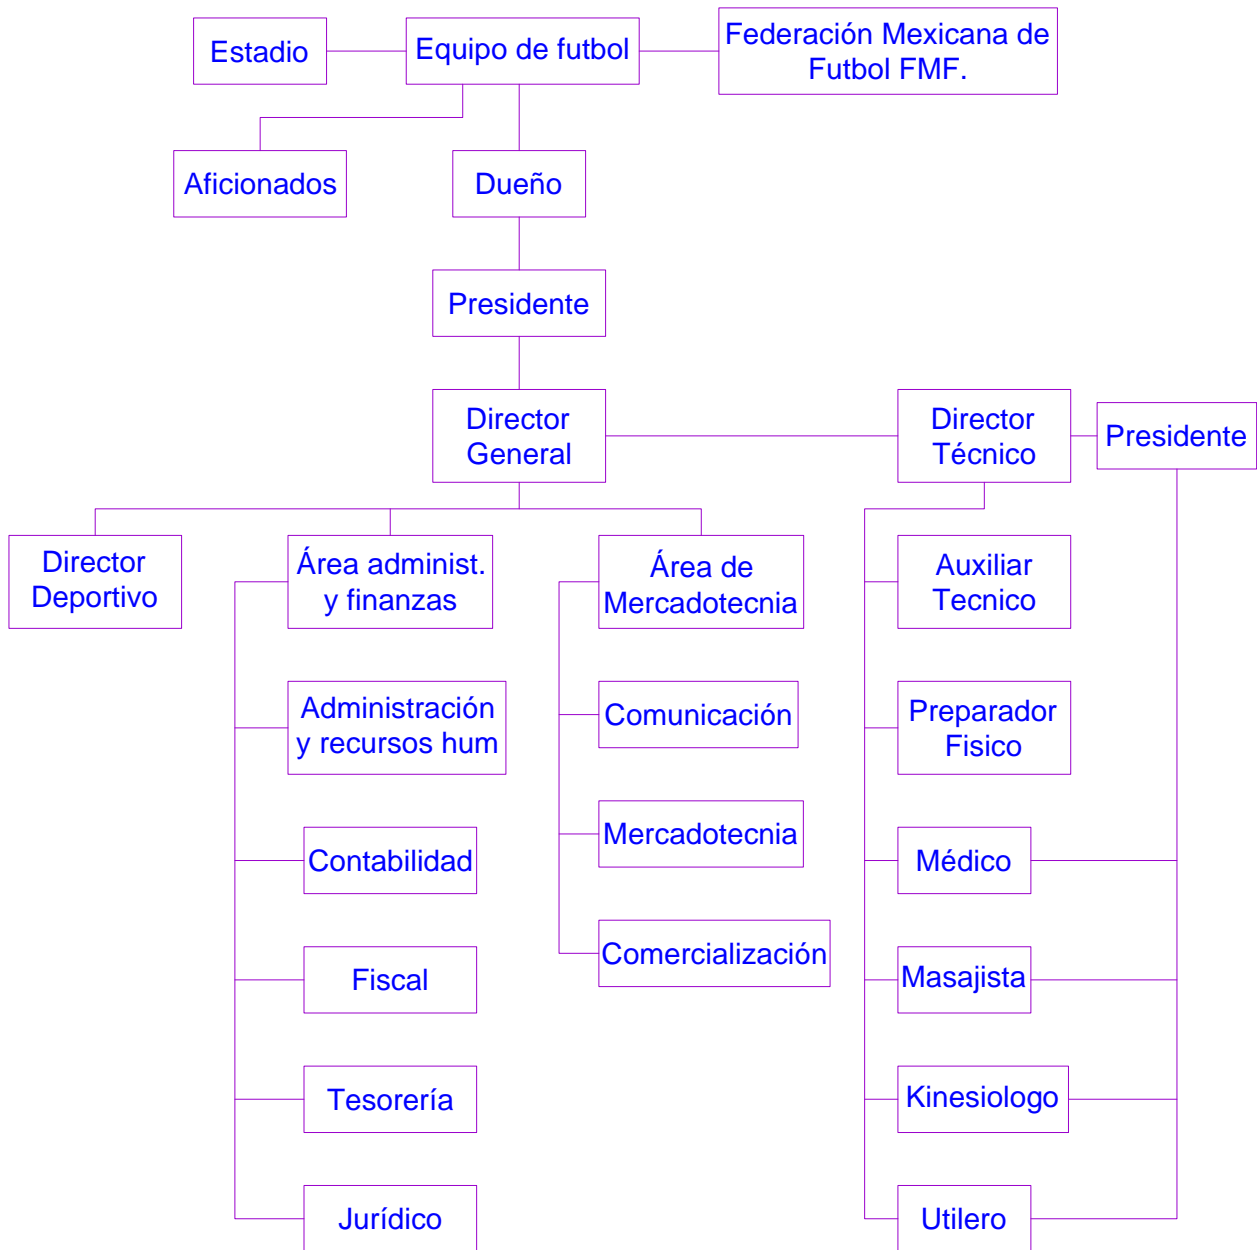 Estadio
Equipo de futbol
Federación Mexicana de
Futbol FMF.
Aficionados
Dueño
Presidente
Director
General
Director
Técnico
Presidente
Director
Deportivo
Área administ.
y finanzas
Área de
Mercadotecnia
Auxiliar
Tecnico
Administración
y recursos hum
Comunicación
Preparador
Fisico
Contabilidad
Mercadotecnia
Médico
Fiscal
Comercialización
Masajista
Tesorería
Kinesiologo
Jurídico
Utilero